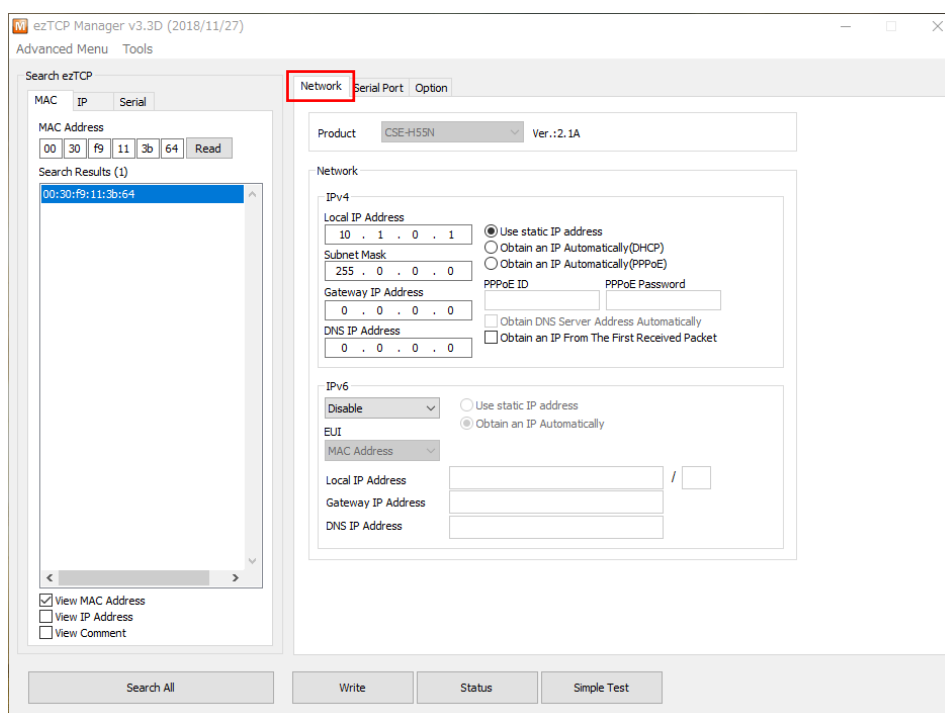 M ezTCP Manager v3.3D (2018/11/27)
Advanced Menu Tools
Search ezTCP
MAC IP Serial
MAC Address
00 30 f9 11 3b 64 Read
Search Results (1)
00:30:f9:11:3b:64
View MAC Address
View IP Address
View Comment
Search All
Network Serial Port Option
Product CSE-H55N Ver.:2.1A
Network
IPv4
Local IP Address
10 . 1 . 0 . 1
Subnet Mask
255 . 0 . 0 . 0
Gateway IP Address
0 . 0 . 0 . 0
DNS IP Address
0 . 0 . 0 . 0
Use static IP address
Obtain an IP Automatically(DHCP)
Obtain an IP Automatically(PPPoE)
PPPoE ID PPPoE Password
Obtain DNS Server Address Automatically
Obtain an IP From The First Received Packet
IPv6
Disable
Use static IP address
Obtain an IP Automatically
EUI
MAC Address
Local IP Address /
Gateway IP Address
DNS IP Address
Write Status Simple Test